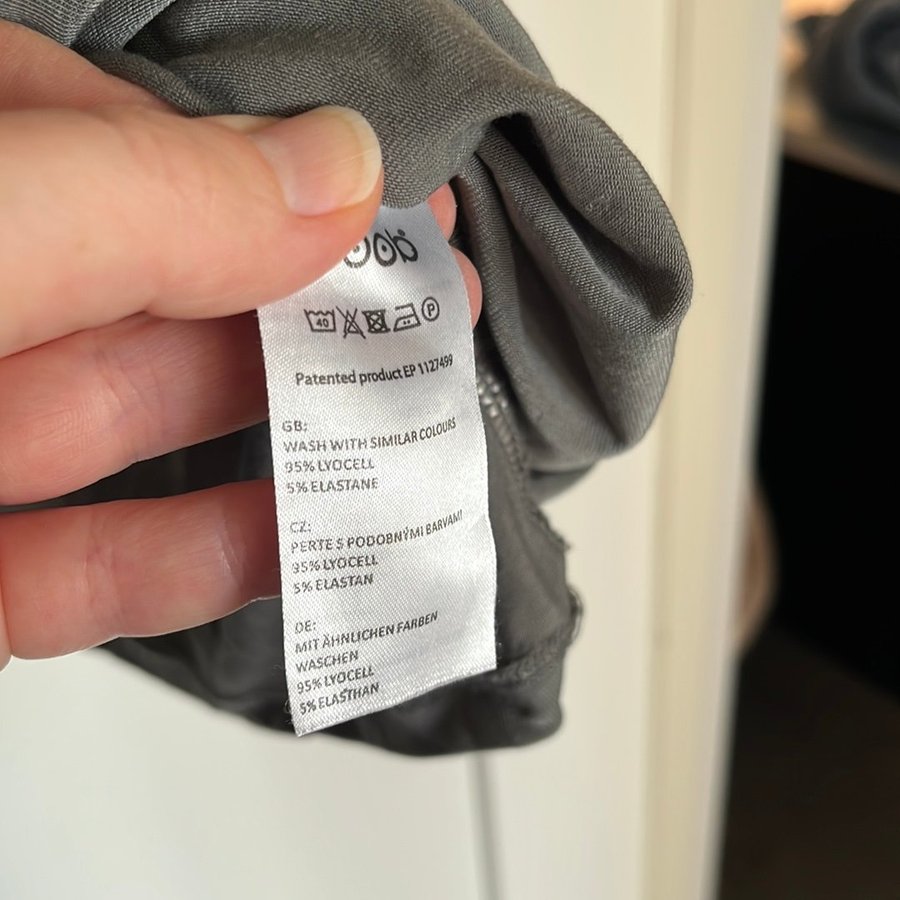 40 P
Patented product EP 1127499
GB:
WASH WITH SIMILAR COLOURS
95% LYOCELL
5% ELASTANE
CZ:
PERTE S PODOBNÝMI BARVAMI
95% LYOCELL
5% ELASTAN
DE:
MIT ÄHNLICHEN FARBEN
WASCHEN
95% LYOCELL
5% ELASTHAN